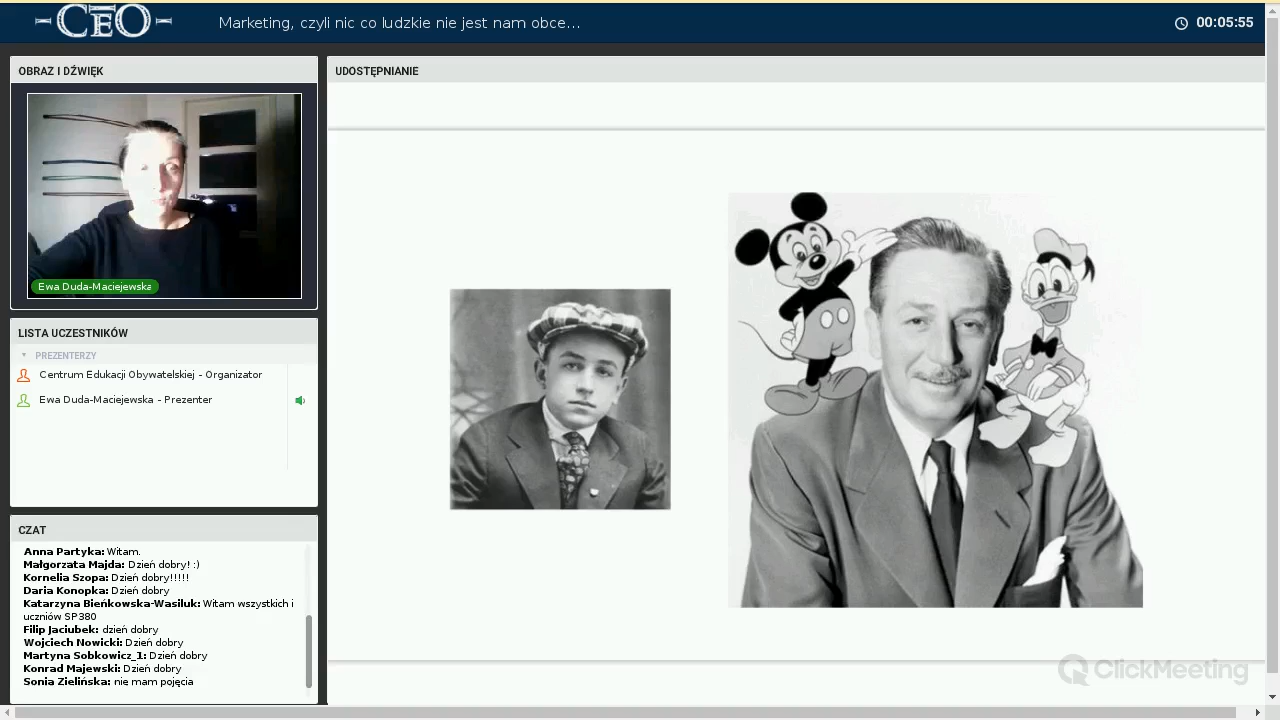 CEO
Marketing, czyli nic co ludzkie nie jest nam obce...
00:05:55
OBRAZ I DŹWIĘK
Ewa Duda-Maciejewska
LISTA UCZESTNIKÓW
PREZENTERZY
Centrum Edukacji Obywatelskiej - Organizator
Ewa Duda-Maciejewska - Prezenter
CZAT
Anna Partyka: Witam.
Małgorzata Majda: Dzień dobry! :)
Kornelia Szopa: Dzień dobry!!!!!
Daria Konopka: Dzień dobry
Katarzyna Bieńkowska-Wasiluk: Witam wszystkich i
uczniów SP380
Filip Jaciubek: dzień dobry
Wojciech Nowicki: Dzień dobry
Martyna Sobkowicz_1: Dzień dobry
Konrad Majewski: Dzień dobry
Sonia Zielińska: nie mam pojęcia
UDOSTĘPNIANIE
ClickMeeting